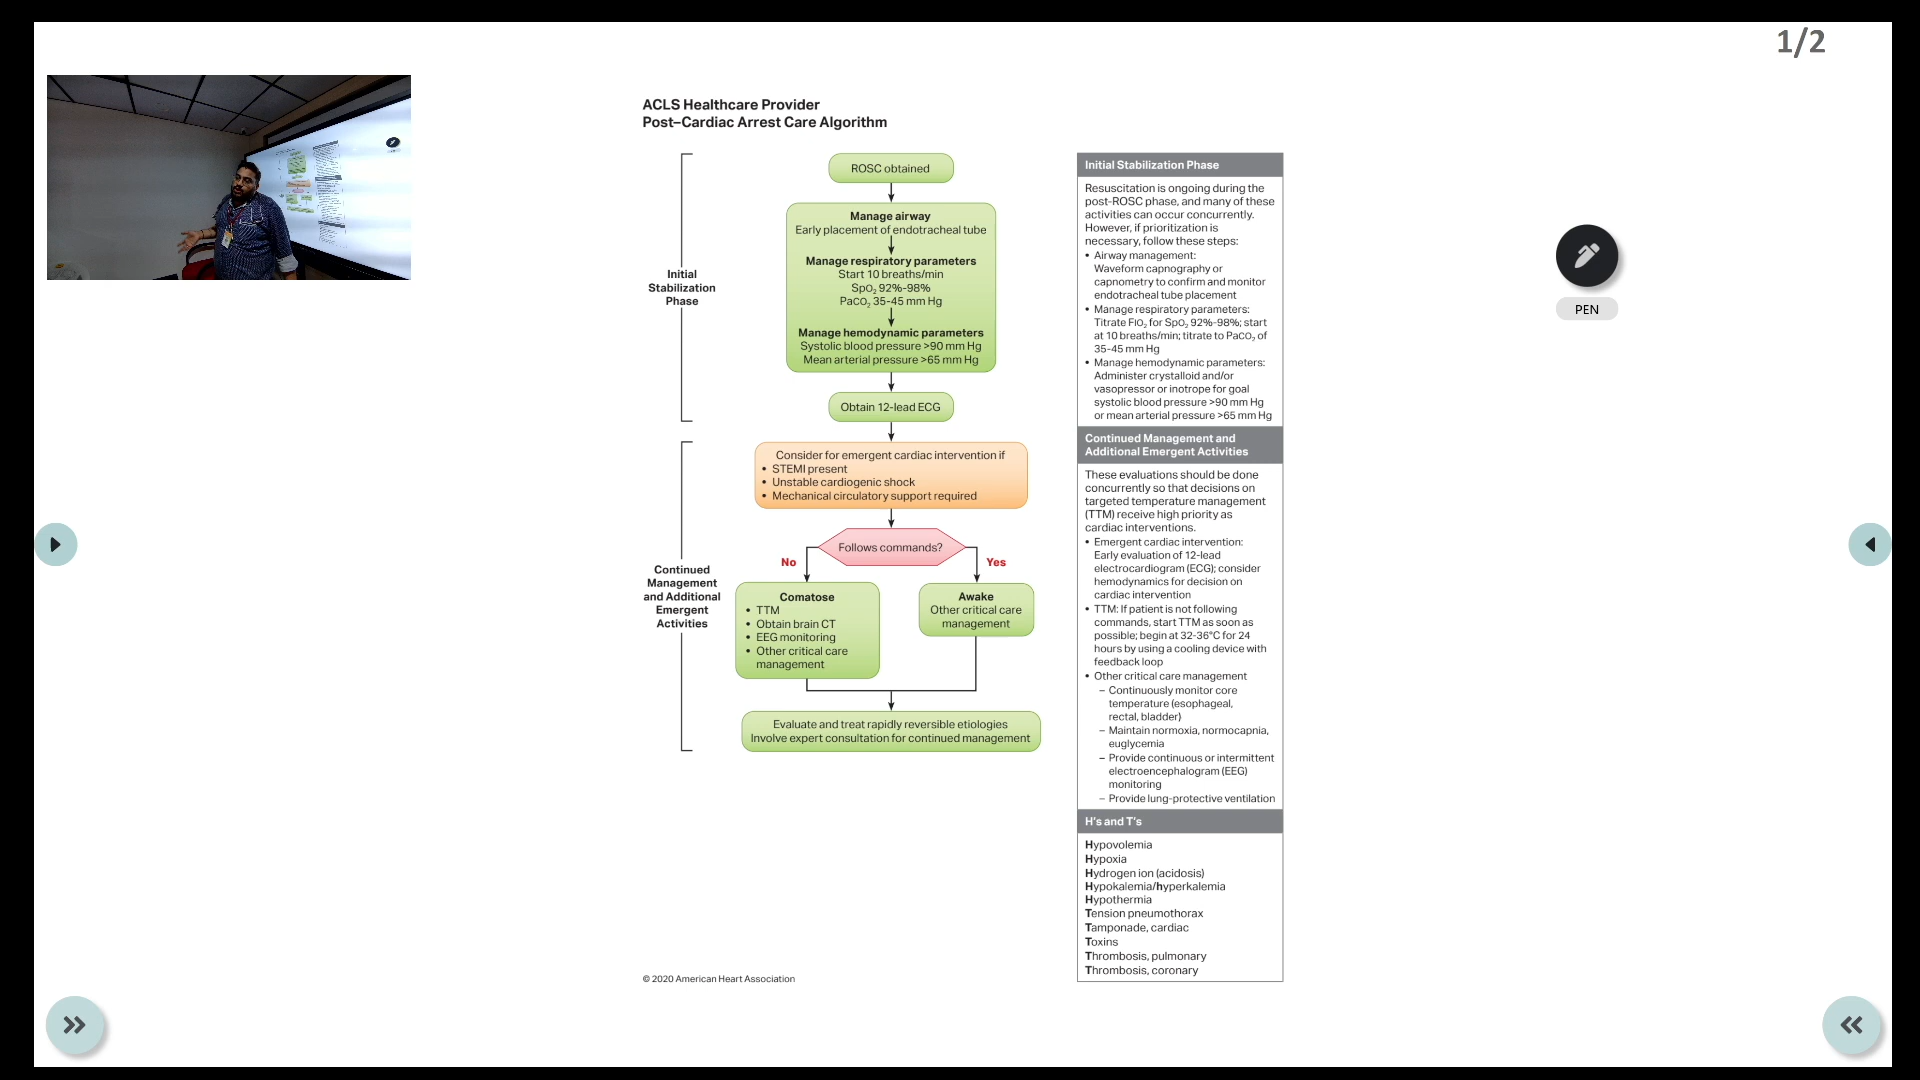 1/2
ACLS Healthcare Provider
Post–Cardiac Arrest Care Algorithm
Initial
Stabilization
Phase
ROSC obtained
Manage airway
Early placement of endotracheal tube
Manage respiratory parameters
Start 10 breaths/min
SpO₂ 92%-98%
PaCO₂ 35-45 mm Hg
Manage hemodynamic parameters
Systolic blood pressure >90 mm Hg
Mean arterial pressure >65 mm Hg
Obtain 12-lead ECG
Continued
Management
and Additional
Emergent
Activities
Consider for emergent cardiac intervention if
• STEMI present
• Unstable cardiogenic shock
• Mechanical circulatory support required
Follows commands?
No
Yes
Comatose
• TTM
• Obtain brain CT
• EEG monitoring
• Other critical care
management
Awake
Other critical care
management
Evaluate and treat rapidly reversible etiologies
Involve expert consultation for continued management
Initial Stabilization Phase
Resuscitation is ongoing during the
post-ROSC phase, and many of these
activities can occur concurrently.
However, if prioritization is
necessary, follow these steps:
• Airway management:
Waveform capnography or
capnometry to confirm and monitor
endotracheal tube placement
• Manage respiratory parameters:
Titrate FIO₂ for SpO₂ 92%-98%; start
at 10 breaths/min; titrate to PaCO₂ of
35-45 mm Hg
• Manage hemodynamic parameters:
Administer crystalloid and/or
vasopressor or inotrope for goal
systolic blood pressure >90 mm Hg
or mean arterial pressure >65 mm Hg
Continued Management and
Additional Emergent Activities
These evaluations should be done
concurrently so that decisions on
targeted temperature management
(TTM) receive high priority as
cardiac interventions.
• Emergent cardiac intervention:
Early evaluation of 12-lead
electrocardiogram (ECG); consider
hemodynamics for decision on
cardiac intervention
• TTM: If patient is not following
commands, start TTM as soon as
possible; begin at 32-36°C for 24
hours by using a cooling device with
feedback loop
• Other critical care management
– Continuously monitor core
temperature (esophageal,
rectal, bladder)
– Maintain normoxia, normocapnia,
euglycemia
– Provide continuous or intermittent
electroencephalogram (EEG)
monitoring
– Provide lung-protective ventilation
H's and T's
Hypovolemia
Hypoxia
Hydrogen ion (acidosis)
Hypokalemia/hyperkalemia
Hypothermia
Tension pneumothorax
Tamponade, cardiac
Toxins
Thrombosis, pulmonary
Thrombosis, coronary
© 2020 American Heart Association
PEN